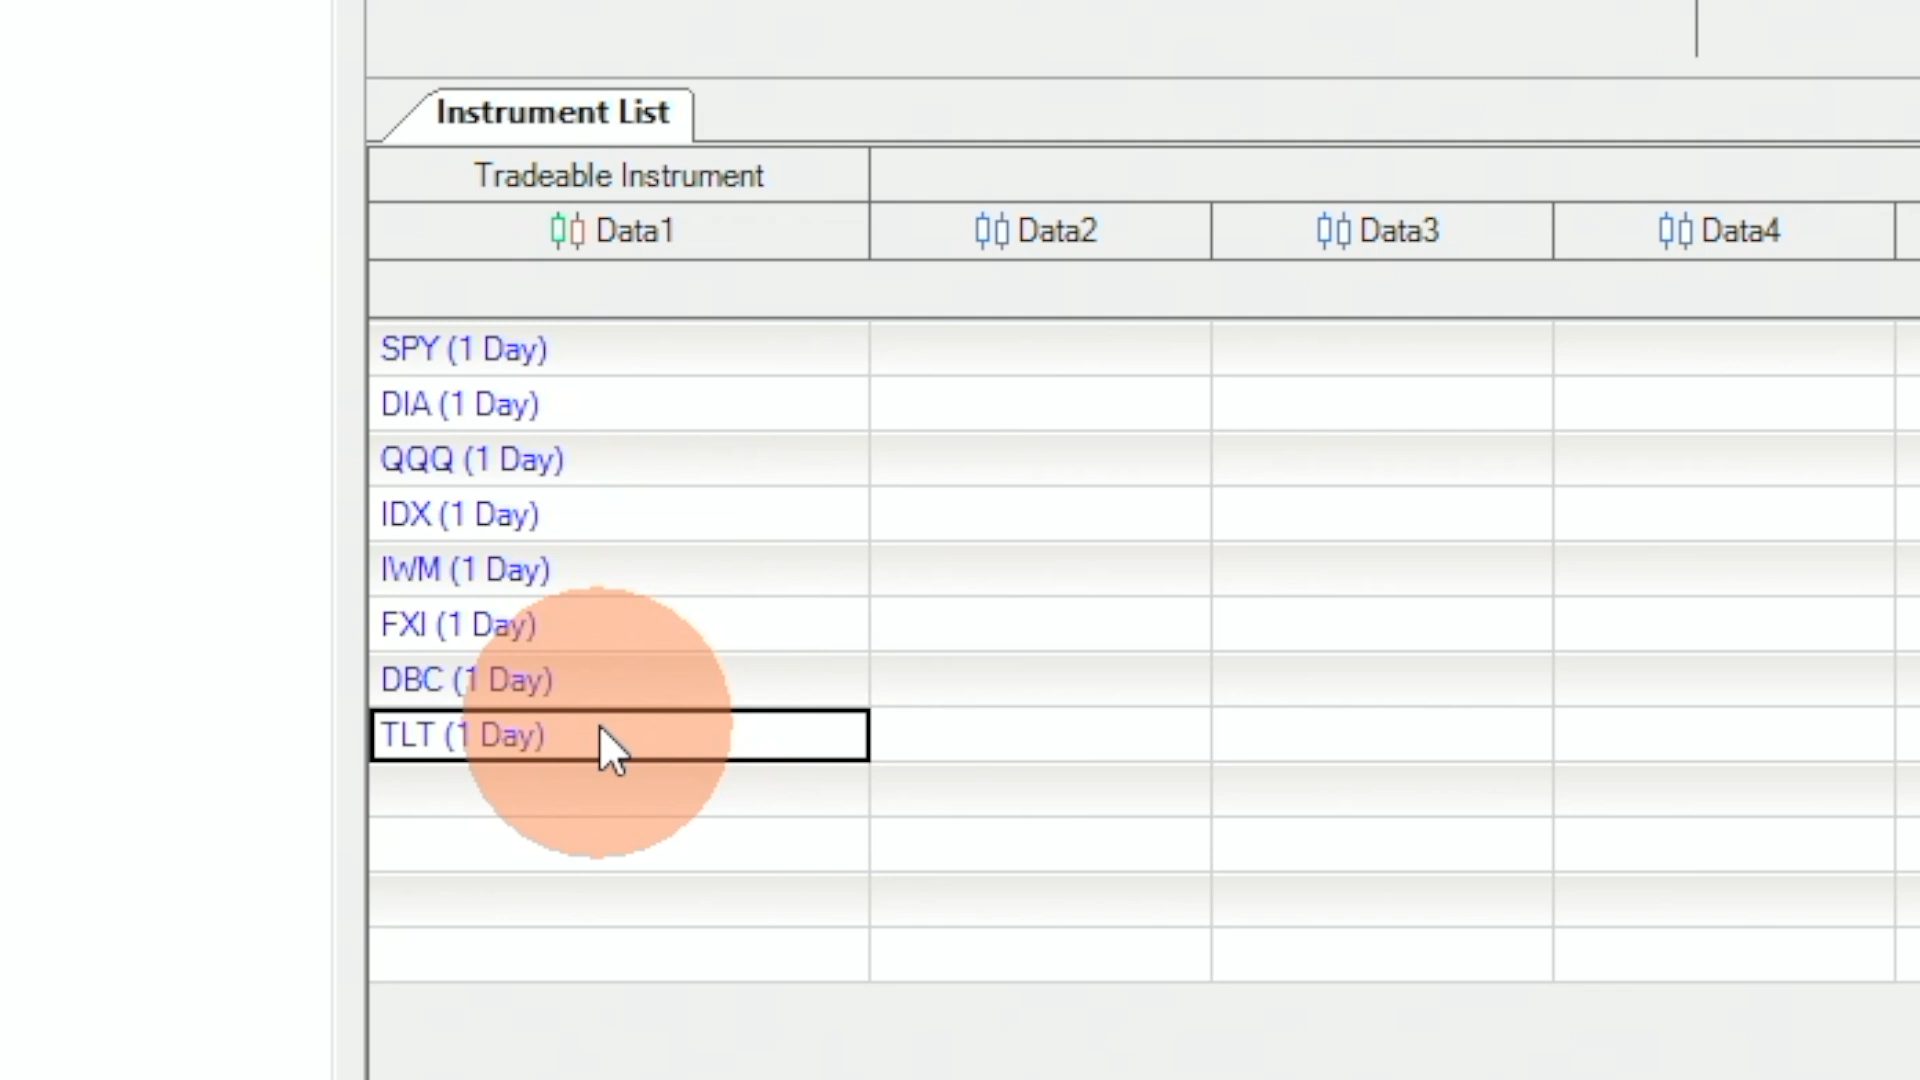 Instrument List
Tradeable Instrument
Data1 Data2 Data3 Data4
SPY (1 Day)
DIA (1 Day)
QQQ (1 Day)
IDX (1 Day)
IWM (1 Day)
FXI (1 Day)
DBC (1 Day)
TLT (1 Day)